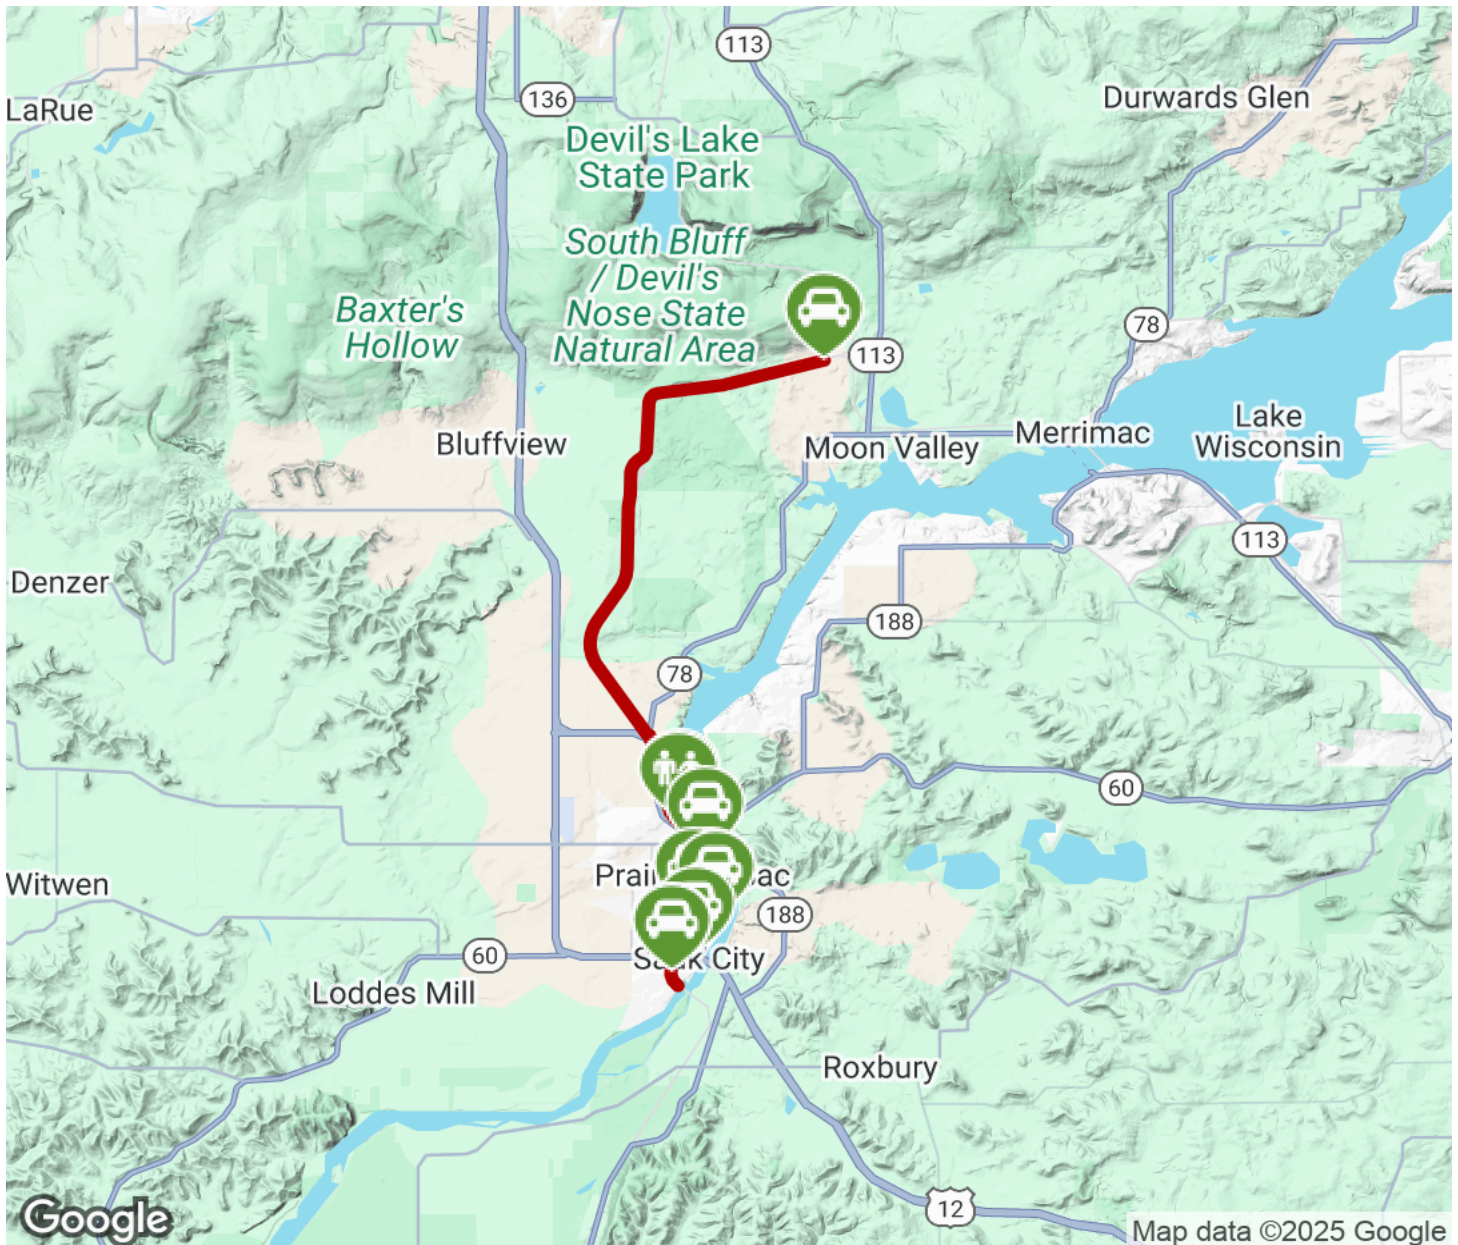 113
136
LaRue
Durwards Glen
Devil's Lake
State Park
South Bluff
/ Devil's
Nose State
Natural Area
Baxter's
Hollow
78
113
Bluffview
Moon Valley
Merrimac
Lake
Wisconsin
113
Denzer
188
78
60
Witwen
188
60
Sauk City
Loddes Mill
Roxbury
12
Google
Map data ©2025 Google